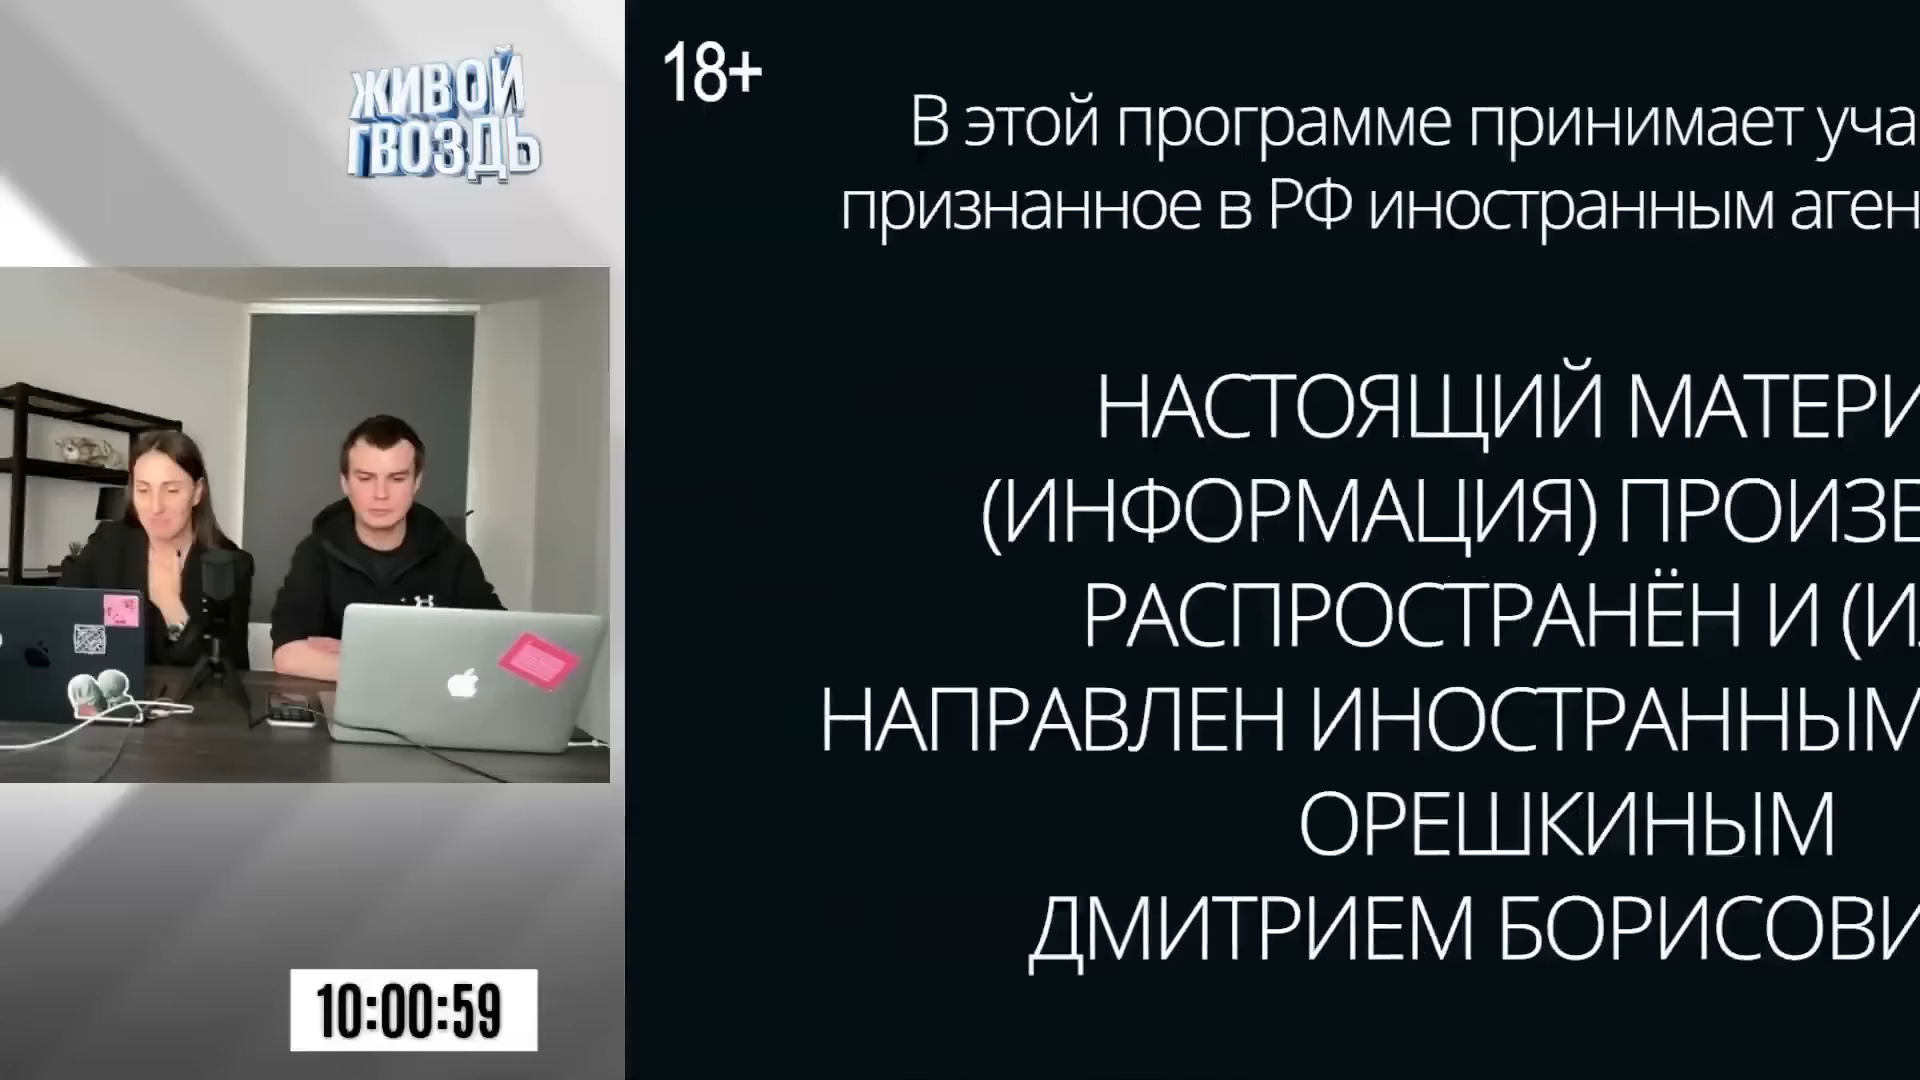 ЖИВОЙ
ГВОЗДЬ
10:00:59
18+
В этой программе принимает уча
признанное в РФ иностранным аген
НАСТОЯЩИЙ МАТЕРИ
(ИНФОРМАЦИЯ) ПРОИЗВ
РАСПРОСТРАНЁН И (И
НАПРАВЛЕН ИНОСТРАННЫМ
ОРЕШКИНЫМ
ДМИТРИЕМ БОРИСОВИ